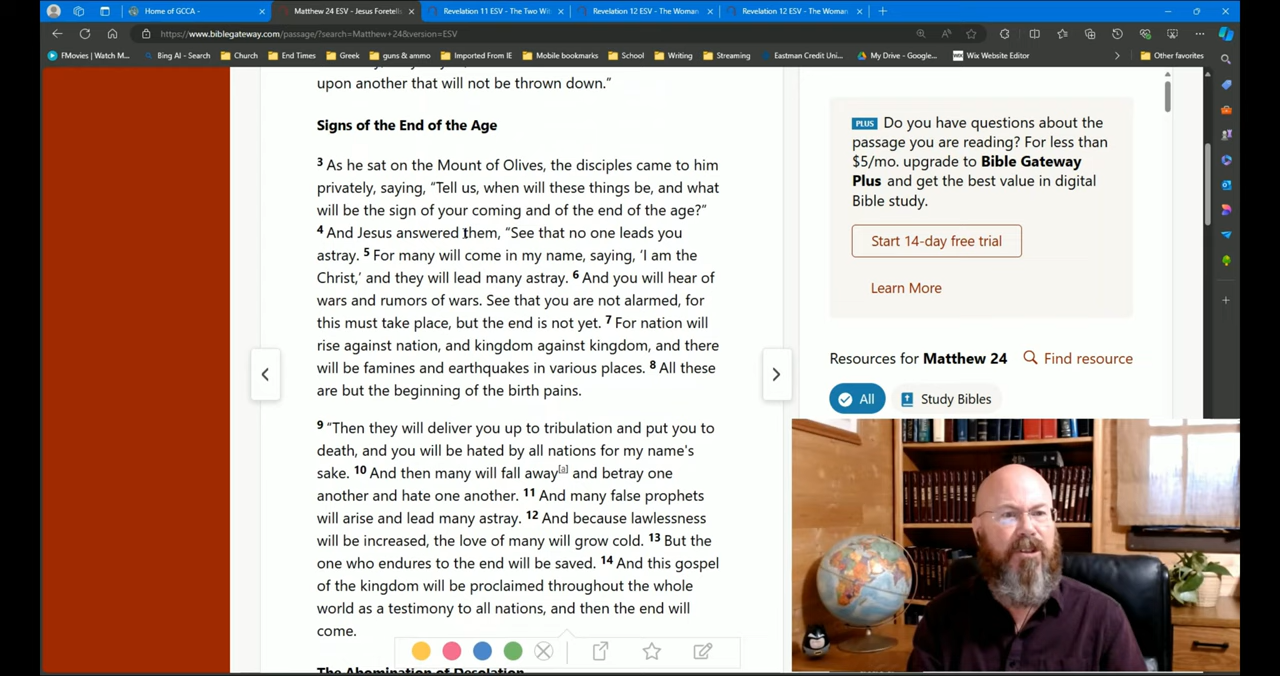 Home of GCCA -
Matthew 24 ESV - Jesus Foretells
Revelation 11 ESV - The Two Wit
Revelation 12 ESV - The Woman
Revelation 12 ESV - The Woman
https://www.biblegateway.com/passage/?search=Matthew+24&version=ESV
FMovies | Watch M...
Bing AI - Search
Church
End Times
Greek
guns & ammo
Imported From IE
Mobile bookmarks
School
Writing
Streaming
Eastman Credit Uni...
My Drive - Google...
Wix Website Editor
Other favorites
upon another that will not be thrown down.”
Signs of the End of the Age
3 As he sat on the Mount of Olives, the disciples came to him
privately, saying, “Tell us, when will these things be, and what
will be the sign of your coming and of the end of the age?”
4 And Jesus answered them, “See that no one leads you
astray. 5 For many will come in my name, saying, ‘I am the
Christ,’ and they will lead many astray. 6 And you will hear of
wars and rumors of wars. See that you are not alarmed, for
this must take place, but the end is not yet. 7 For nation will
rise against nation, and kingdom against kingdom, and there
will be famines and earthquakes in various places. 8 All these
are but the beginning of the birth pains.
9 “Then they will deliver you up to tribulation and put you to
death, and you will be hated by all nations for my name's
sake. 10 And then many will fall away[a] and betray one
another and hate one another. 11 And many false prophets
will arise and lead many astray. 12 And because lawlessness
will be increased, the love of many will grow cold. 13 But the
one who endures to the end will be saved. 14 And this gospel
of the kingdom will be proclaimed throughout the whole
world as a testimony to all nations, and then the end will
come.
The Abomination of Desolation
PLUS Do you have questions about the
passage you are reading? For less than
$5/mo. upgrade to Bible Gateway
Plus and get the best value in digital
Bible study.
Start 14-day free trial
Learn More
Resources for Matthew 24
Find resource
All
Study Bibles